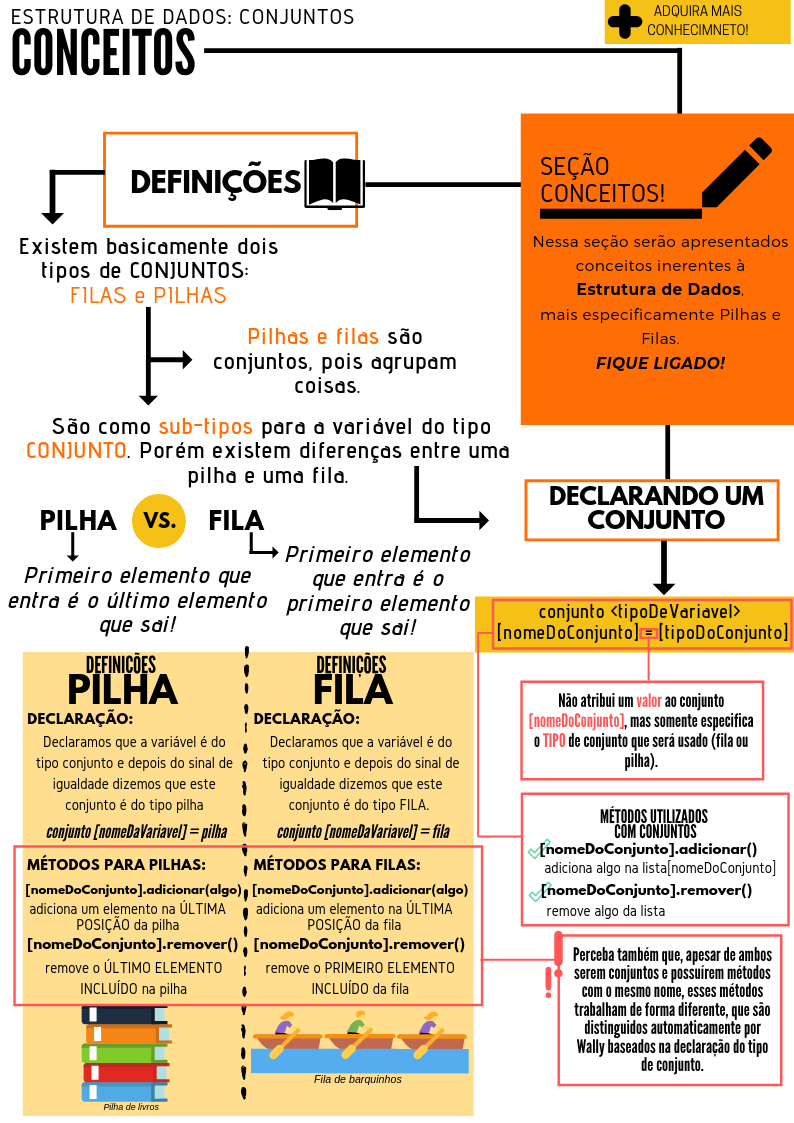 ESTRUTURA DE DADOS: CONJUNTOS
CONCEITOS
ADQUIRA MAIS
CONHECIMNETO!
DEFINIÇÕES
SEÇÃO
CONCEITOS!
Nessa seção serão apresentados
conceitos inerentes à
Estrutura de Dados,
mais especificamente Pilhas e
Filas.
FIQUE LIGADO!
Existem basicamente dois
tipos de CONJUNTOS:
FILAS e PILHAS
Pilhas e filas são
conjuntos, pois agrupam
coisas.
São como sub-tipos para a variável do tipo
CONJUNTO. Porém existem diferenças entre uma
pilha e uma fila.
PILHA
VS.
FILA
Primeiro elemento que
entra é o último elemento
que sai!
Primeiro elemento
que entra é o
primeiro elemento
que sai!
DECLARANDO UM
CONJUNTO
conjunto <tipoDeVariavel>
[nomeDoConjunto] = [tipoDoConjunto]
Não atribui um valor ao conjunto
[nomeDoConjunto], mas somente especifica
o TIPO de conjunto que será usado (fila ou
pilha).
MÉTODOS UTILIZADOS
COM CONJUNTOS
[nomeDoConjunto].adicionar()
adiciona algo na lista[nomeDoConjunto]
[nomeDoConjunto].remover()
remove algo da lista
Perceba também que, apesar de ambos
serem conjuntos e possuírem métodos
com o mesmo nome, esses métodos
trabalham de forma diferente, que são
distinguidos automaticamente por
Wally baseados na declaração do tipo
de conjunto.
DEFINIÇÕES
PILHA
DECLARAÇÃO:
Declaramos que a variável é do
tipo conjunto e depois do sinal de
igualdade dizemos que este
conjunto é do tipo pilha
conjunto [nomeDaVariavel] = pilha
MÉTODOS PARA PILHAS:
[nomeDoConjunto].adicionar(algo)
adiciona um elemento na ÚLTIMA
POSIÇÃO da pilha
[nomeDoConjunto].remover()
remove o ÚLTIMO ELEMENTO
INCLUÍDO na pilha
Pilha de livros
DEFINIÇÕES
FILA
DECLARAÇÃO:
Declaramos que a variável é do
tipo conjunto e depois do sinal de
igualdade dizemos que este
conjunto é do tipo FILA.
conjunto [nomeDaVariavel] = fila
MÉTODOS PARA FILAS:
[nomeDoConjunto].adicionar(algo)
adiciona um elemento na ÚLTIMA
POSIÇÃO da fila
[nomeDoConjunto].remover()
remove o PRIMEIRO ELEMENTO
INCLUÍDO da fila
Fila de barquinhos